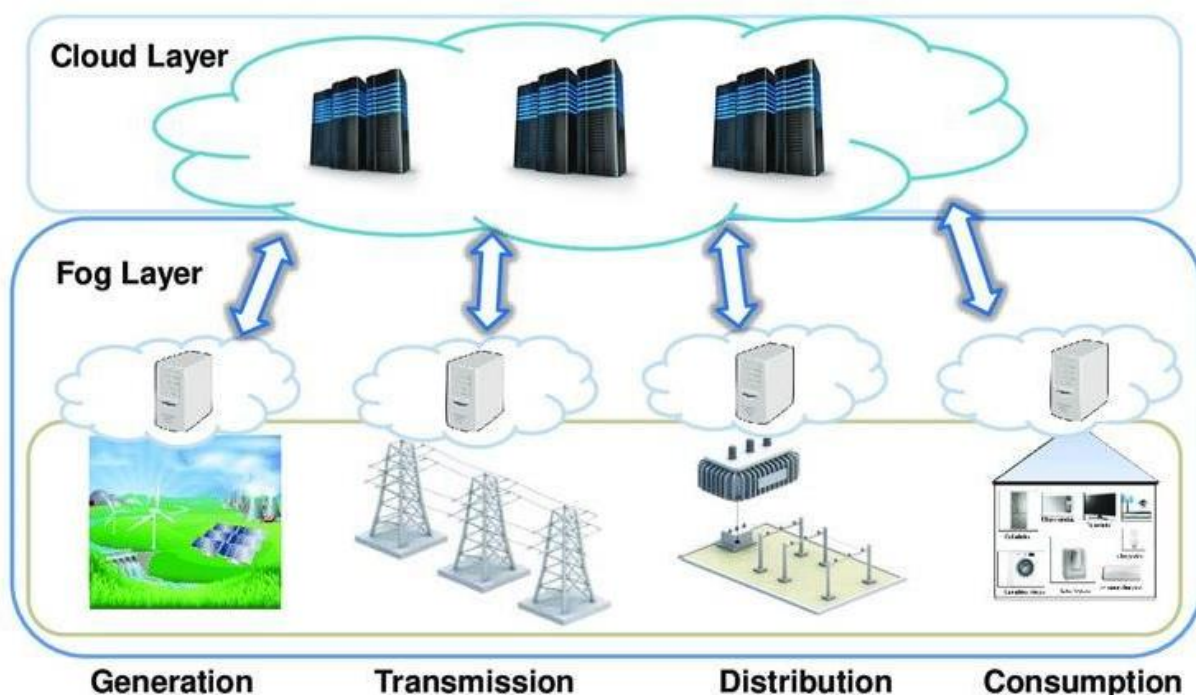 Cloud Layer
Fog Layer
Generation
Transmission
Distribution
Consumption